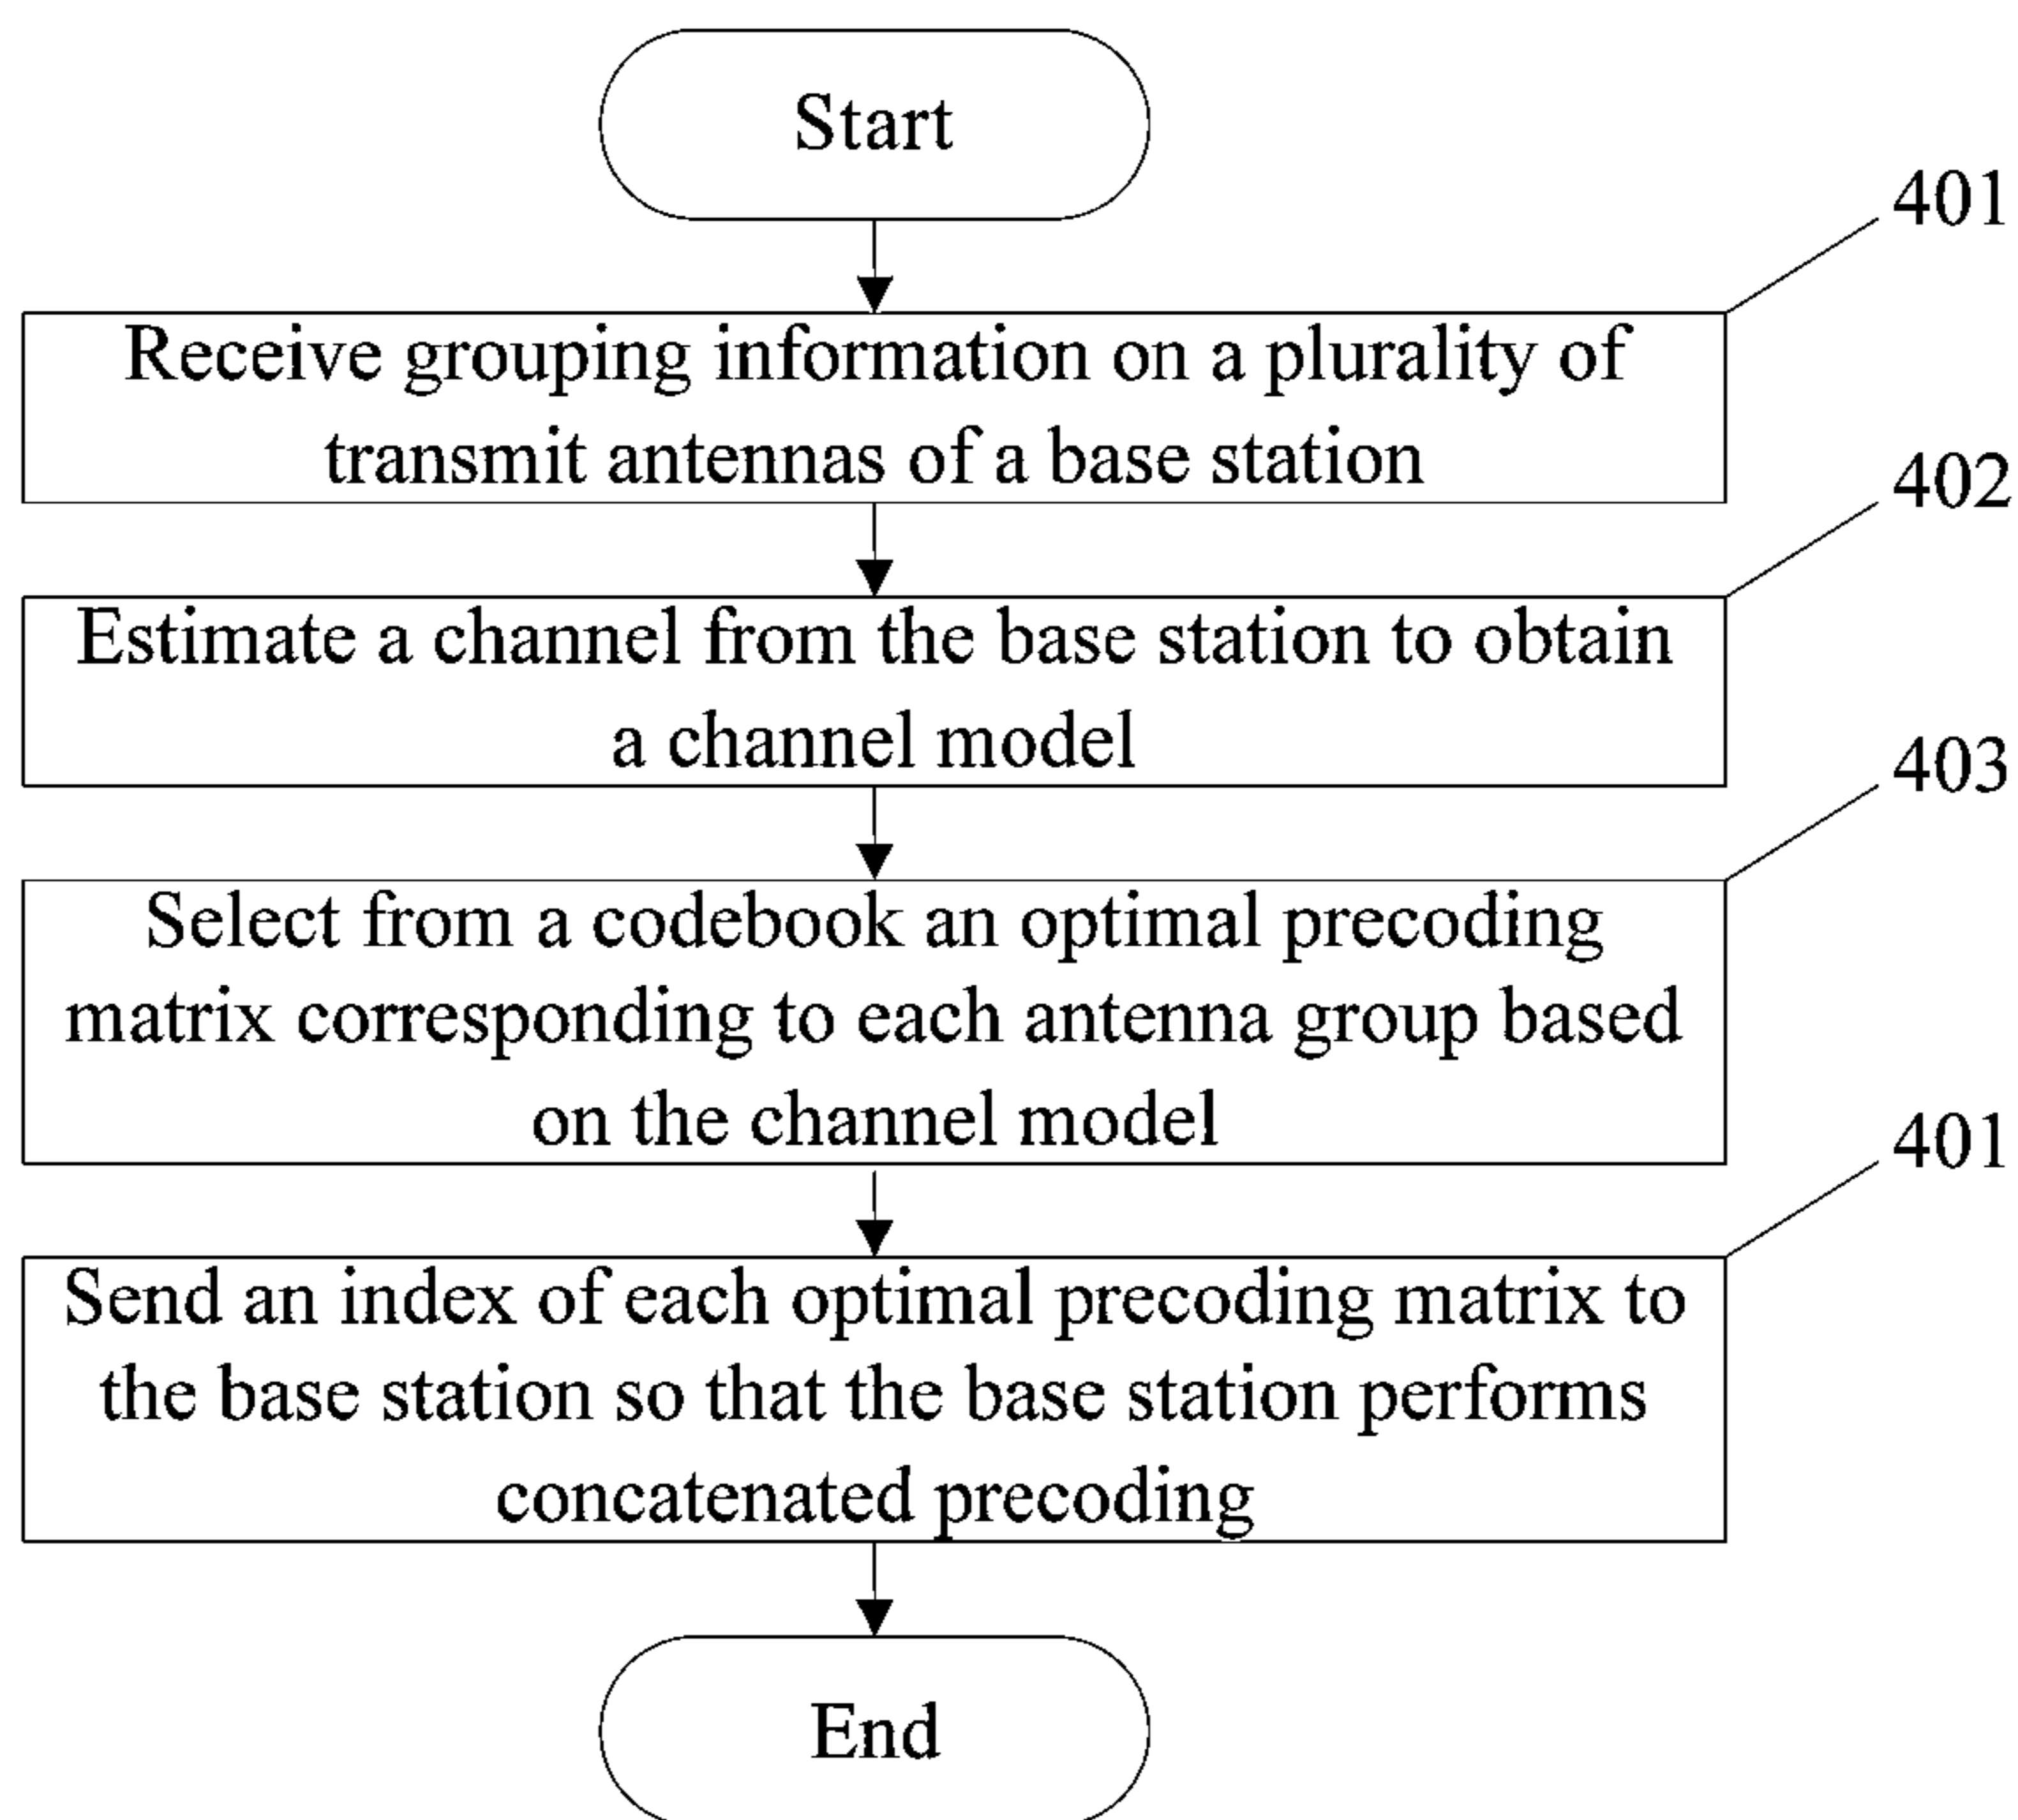 Start
401
Receive grouping information on a plurality of
transmit antennas of a base station
402
Estimate a channel from the base station to obtain
a channel model
403
Select from a codebook an optimal precoding
matrix corresponding to each antenna group based
on the channel model
401
Send an index of each optimal precoding matrix to
the base station so that the base station performs
concatenated precoding
End